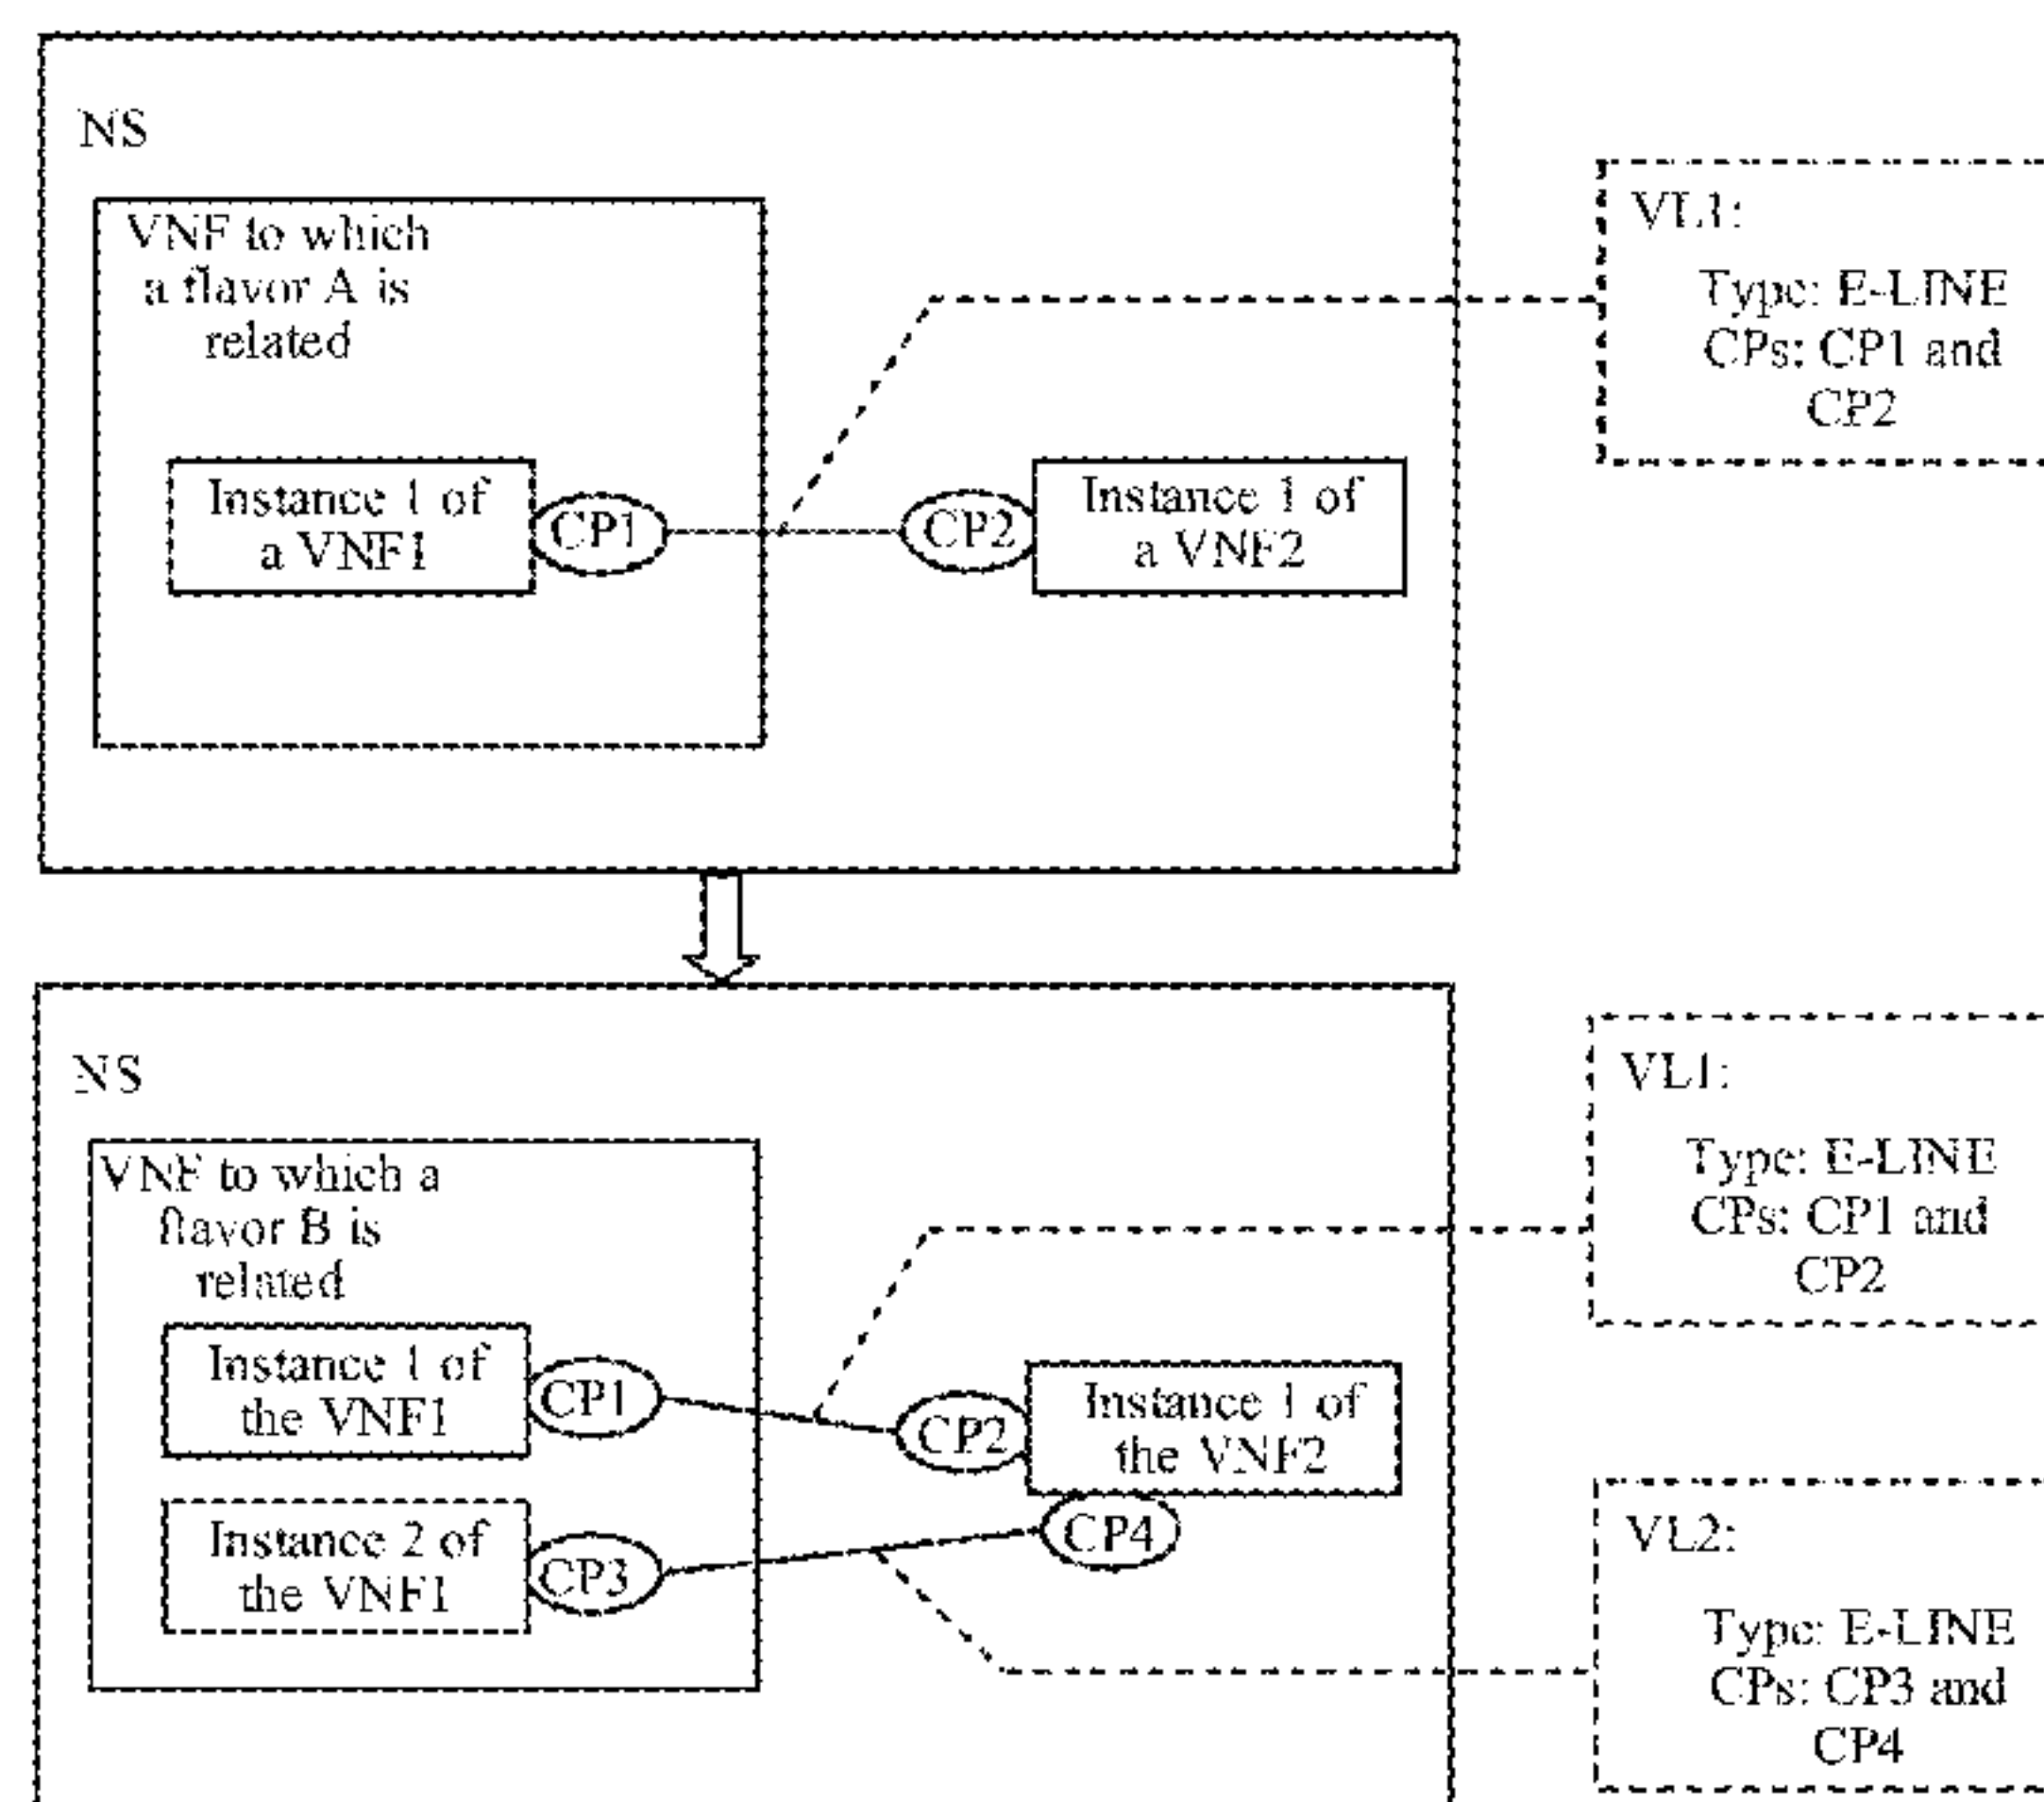 NS
VNF to which
a flavor A is
related
Instance 1 of
a VNF1
CP1
CP2
Instance 1 of
a VNF2
VL1:
Type: E-LINE
CPs: CP1 and
CP2
NS
VNF to which a
flavor B is
related
Instance 1 of
the VNF1
CP1
CP2
Instance 1 of
the VNF2
Instance 2 of
the VNF1
CP3
CP4
VL1:
Type: E-LINE
CPs: CP1 and
CP2
VL2:
Type: E-LINE
CPs: CP3 and
CP4